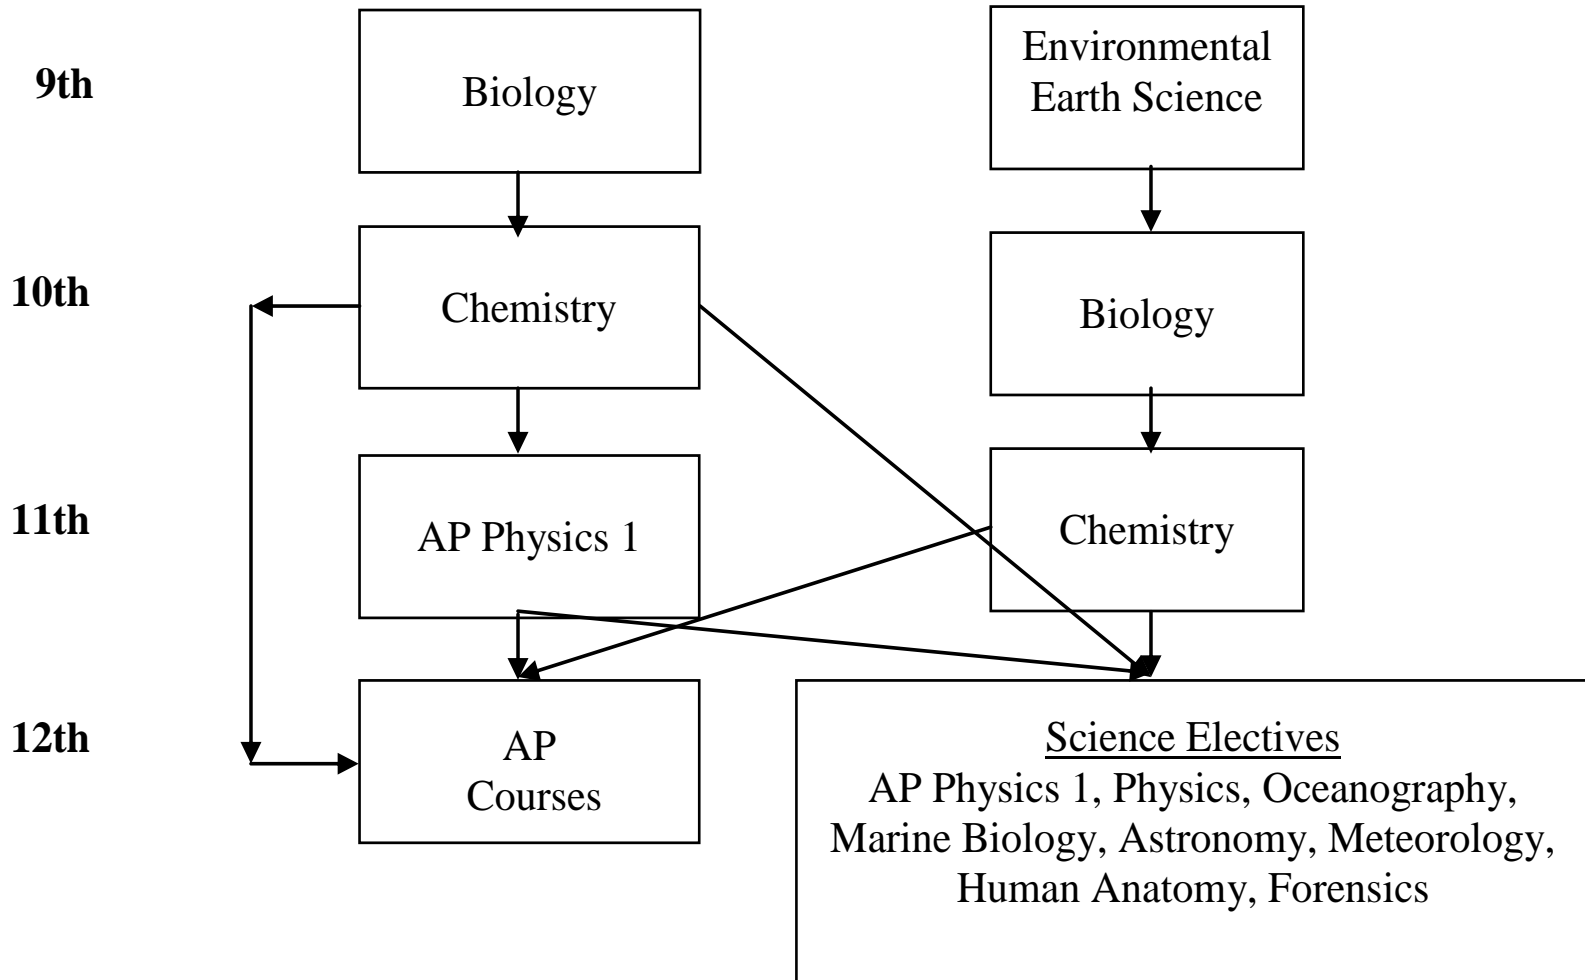 9th
Biology
Environmental
Earth Science
10th
Chemistry
Biology
11th
AP Physics 1
Chemistry
12th
AP
Courses
Science Electives
AP Physics 1, Physics, Oceanography,
Marine Biology, Astronomy, Meteorology,
Human Anatomy, Forensics